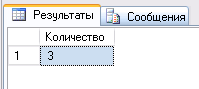 Результаты Сообщения
Количество
1 3